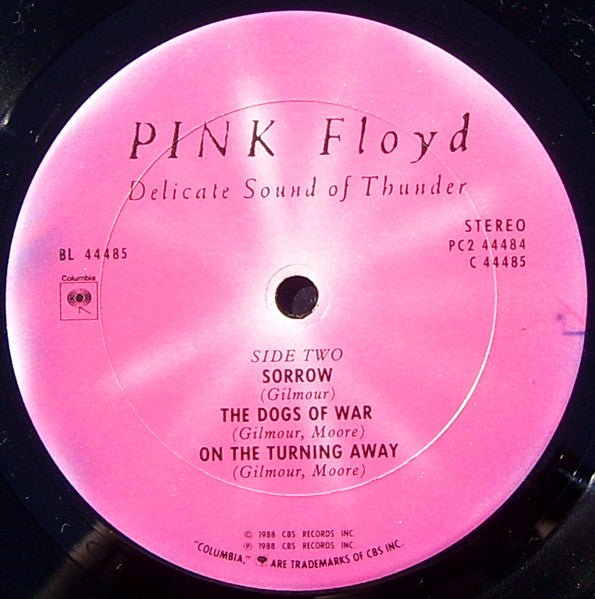 PINK Floyd
Delicate Sound of Thunder
BL 44485
STEREO
PC2 44484
C 44485
Columbia
SIDE TWO
SORROW
(Gilmour)
THE DOGS OF WAR
(Gilmour, Moore)
ON THE TURNING AWAY
(Gilmour, Moore)
© 1988 CBS RECORDS INC.
℗ 1988 CBS RECORDS INC.
"COLUMBIA," ARE TRADEMARKS OF CBS INC.